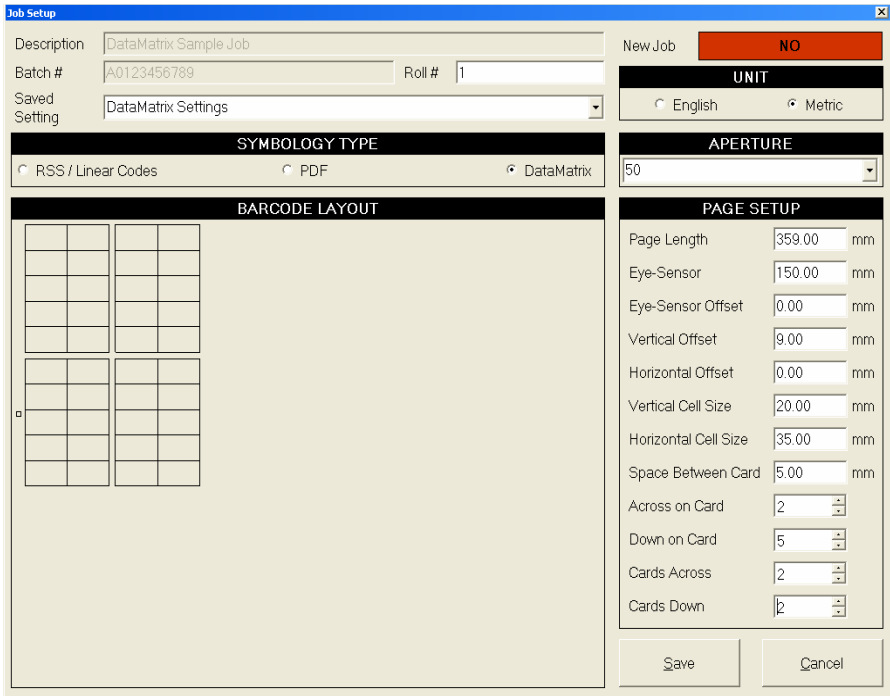 Job Setup
Description DataMatrix Sample Job
Batch # A0123456789 Roll # 1
Saved Setting DataMatrix Settings
New Job NO
UNIT
English Metric
SYMBOLOGY TYPE
RSS / Linear Codes PDF DataMatrix
APERTURE
50
BARCODE LAYOUT
PAGE SETUP
Page Length 359.00 mm
Eye-Sensor 150.00 mm
Eye-Sensor Offset 0.00 mm
Vertical Offset 9.00 mm
Horizontal Offset 0.00 mm
Vertical Cell Size 20.00 mm
Horizontal Cell Size 35.00 mm
Space Between Card 5.00 mm
Across on Card 2
Down on Card 5
Cards Across 2
Cards Down 2
Save Cancel